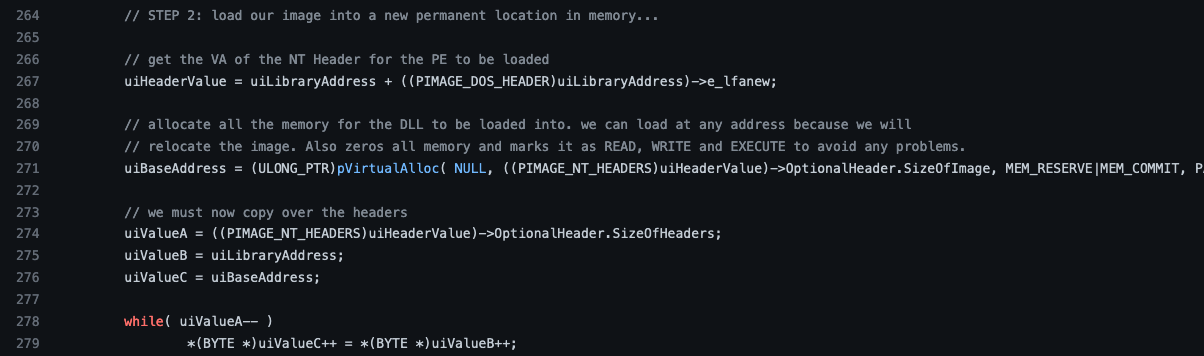 264 // STEP 2: load our image into a new permanent location in memory...
265
266 // get the VA of the NT Header for the PE to be loaded
267 uiHeaderValue = uiLibraryAddress + ((PIMAGE_DOS_HEADER)uiLibraryAddress)->e_lfanew;
268
269 // allocate all the memory for the DLL to be loaded into. we can load at any address because we will
270 // relocate the image. Also zeros all memory and marks it as READ, WRITE and EXECUTE to avoid any problems.
271 uiBaseAddress = (ULONG_PTR)pVirtualAlloc( NULL, ((PIMAGE_NT_HEADERS)uiHeaderValue)->OptionalHeader.SizeOfImage, MEM_RESERVE|MEM_COMMIT,
272
273 // we must now copy over the headers
274 uiValueA = ((PIMAGE_NT_HEADERS)uiHeaderValue)->OptionalHeader.SizeOfHeaders;
275 uiValueB = uiLibraryAddress;
276 uiValueC = uiBaseAddress;
277
278 while( uiValueA-- )
279 *(BYTE *)uiValueC++ = *(BYTE *)uiValueB++;